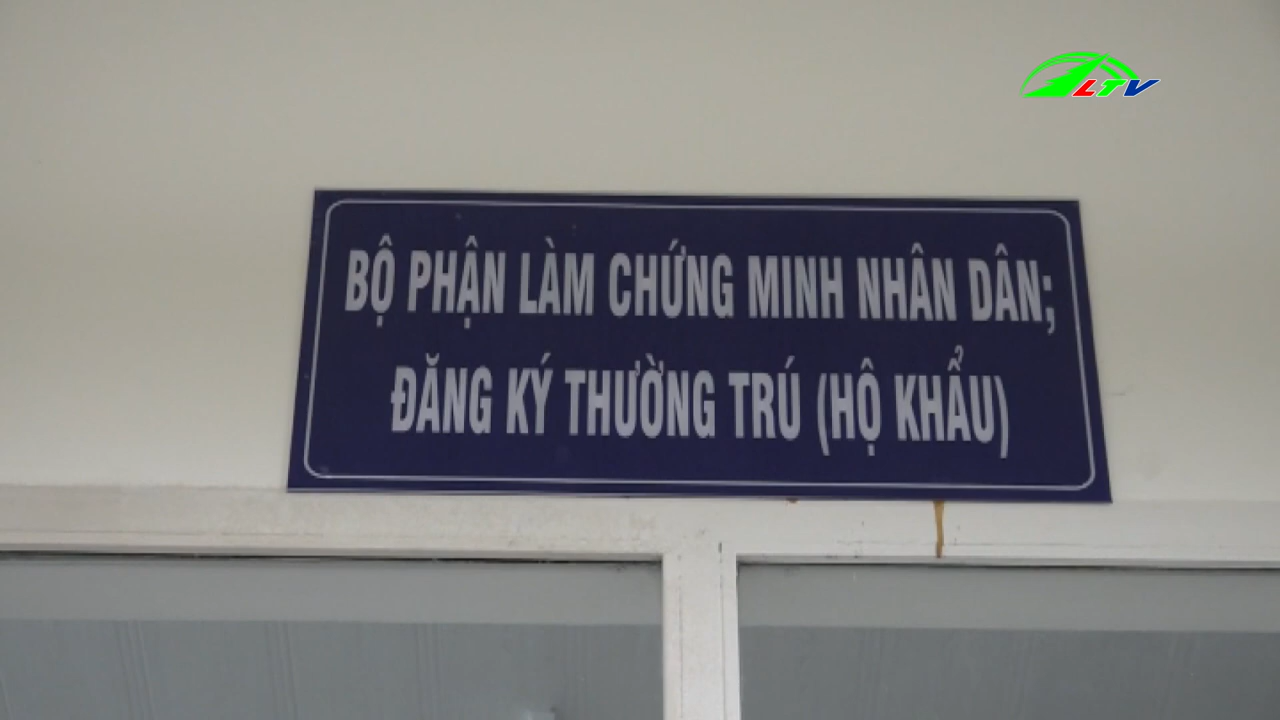 LTV
BỘ PHẬN LÀM CHỨNG MINH NHÂN DÂN;
ĐĂNG KÝ THƯỜNG TRÚ (HỘ KHẨU)